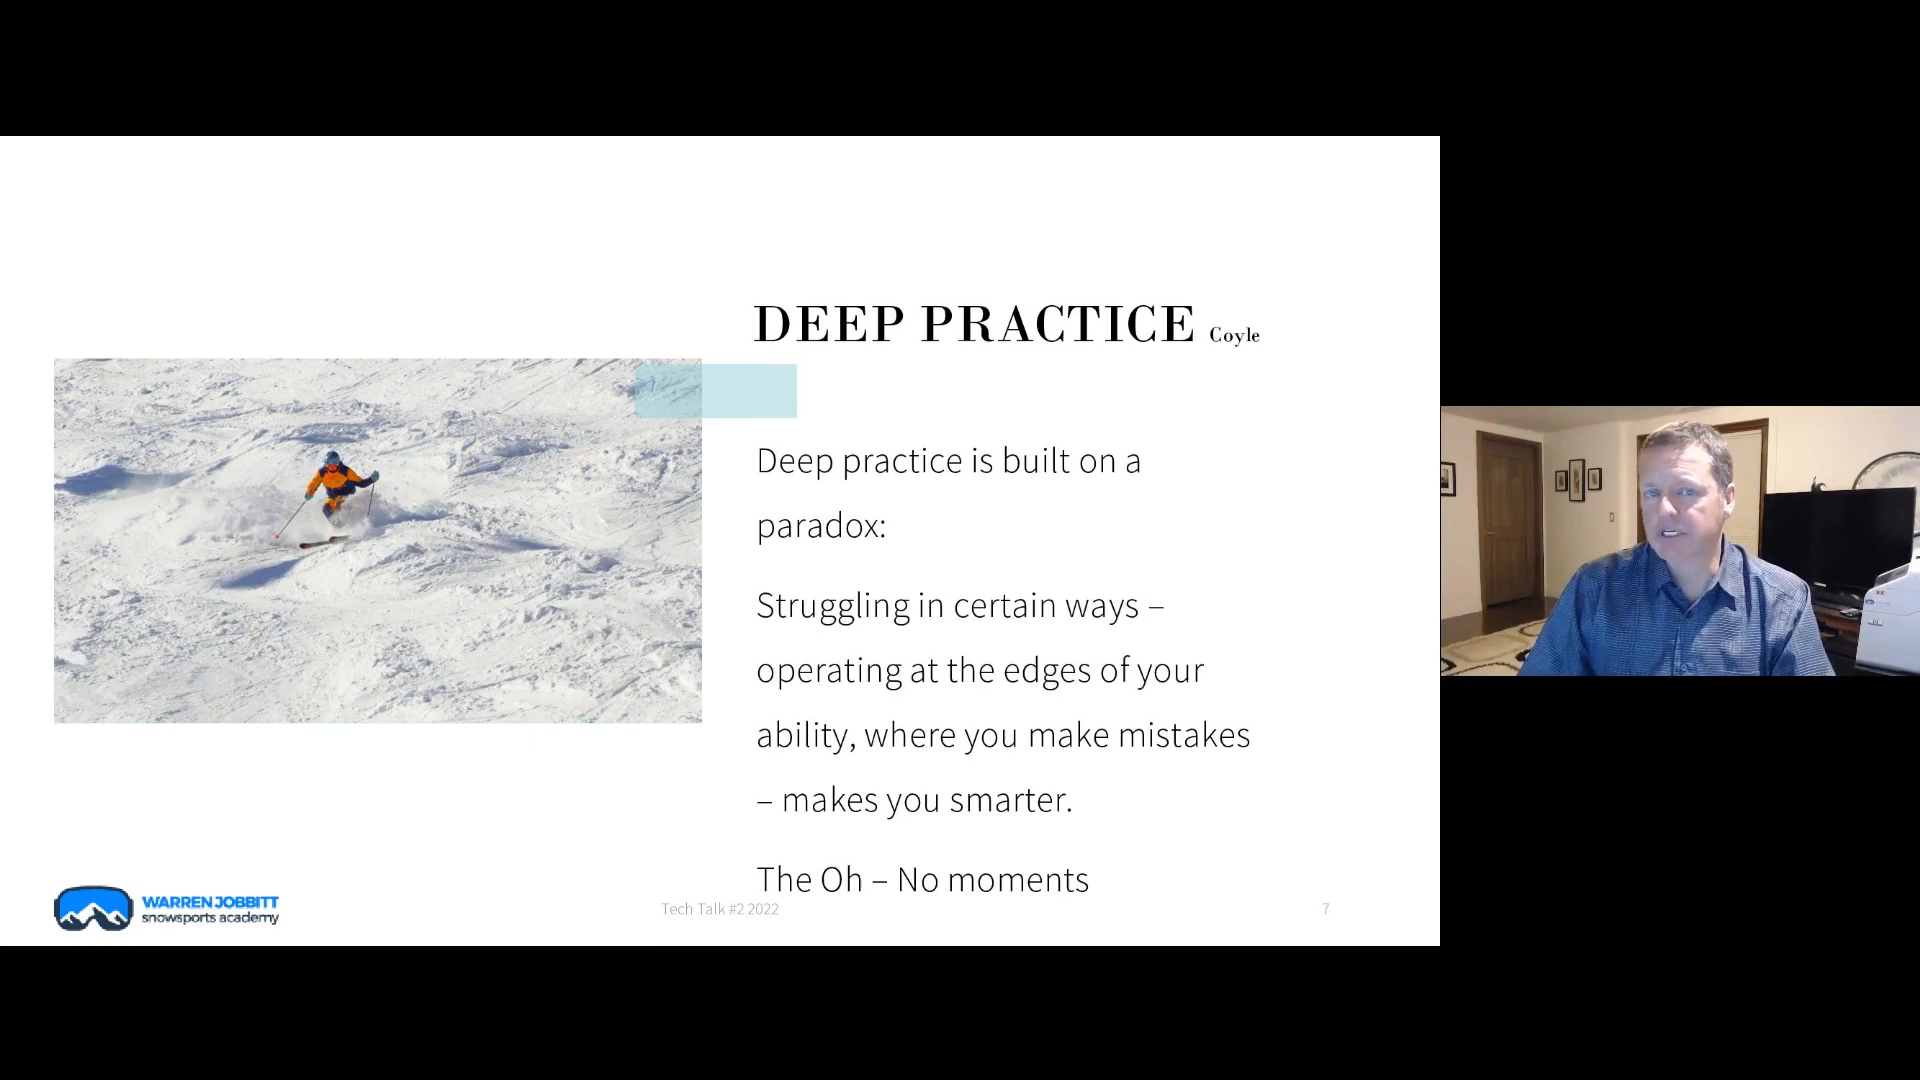 DEEP PRACTICE Coyle
Deep practice is built on a
paradox:
Struggling in certain ways –
operating at the edges of your
ability, where you make mistakes
– makes you smarter.
The Oh – No moments
WARREN JOBBITT
snowsports academy
Tech Talk #2 2022
7